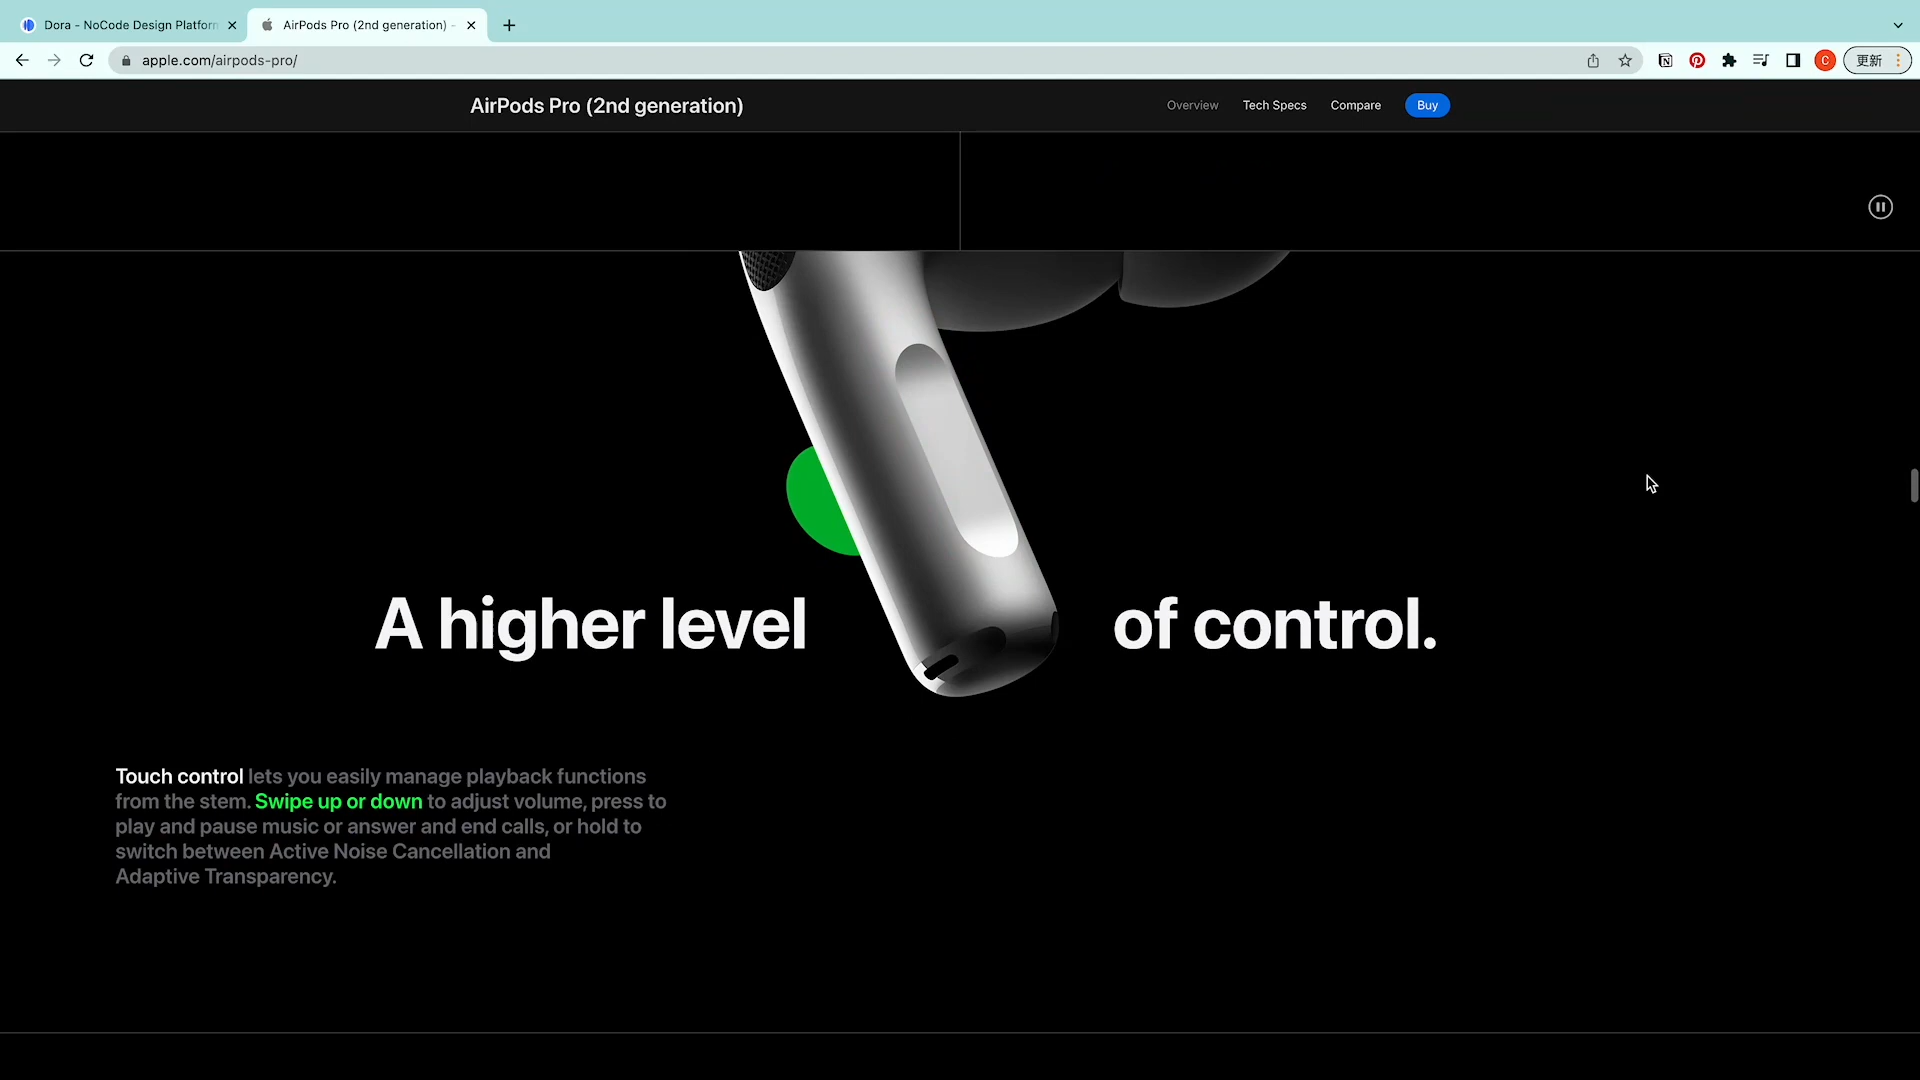 Dora - NoCode Design Platform
AirPods Pro (2nd generation) -
apple.com/airpods-pro/
C
更新
AirPods Pro (2nd generation)
Overview
Tech Specs
Compare
Buy
A higher level of control.
Touch control lets you easily manage playback functions
from the stem. Swipe up or down to adjust volume, press to
play and pause music or answer and end calls, or hold to
switch between Active Noise Cancellation and
Adaptive Transparency.